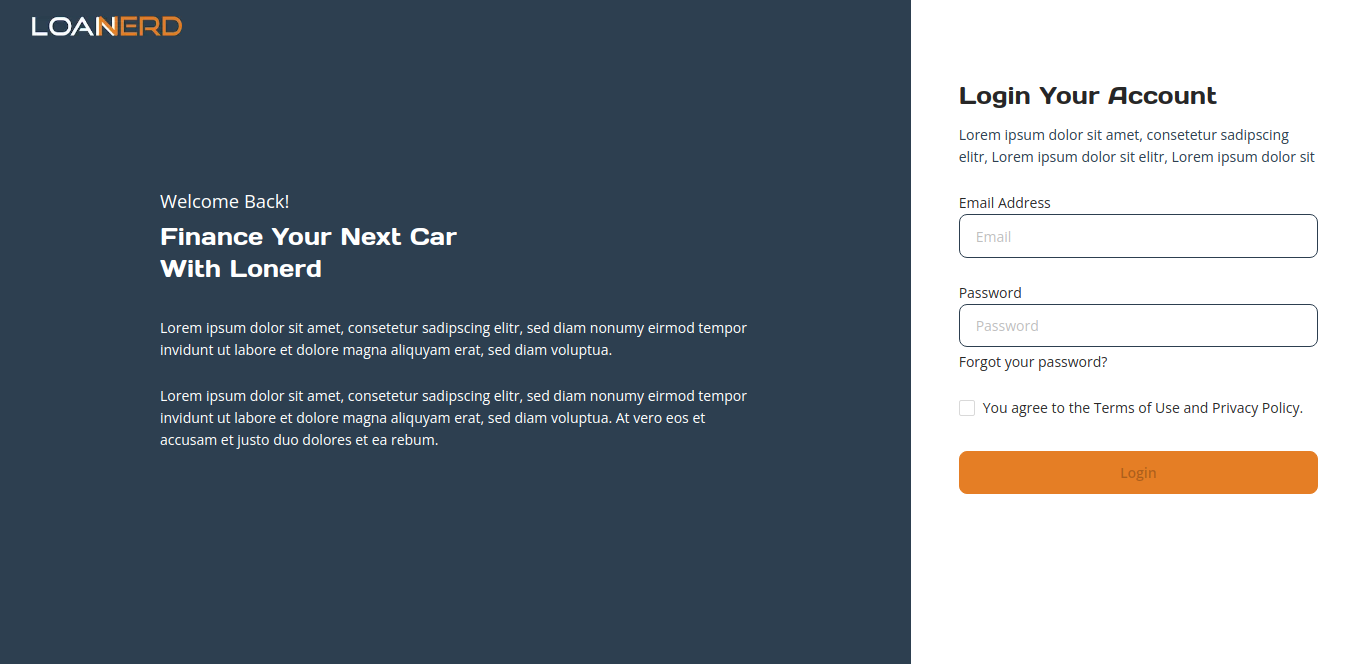 LOANERD
Welcome Back!
Finance Your Next Car
With Lonerd
Lorem ipsum dolor sit amet, consetetur sadipscing elitr, sed diam nonumy eirmod tempor
invidunt ut labore et dolore magna aliquyam erat, sed diam voluptua.
Lorem ipsum dolor sit amet, consetetur sadipscing elitr, sed diam nonumy eirmod tempor
invidunt ut labore et dolore magna aliquyam erat, sed diam voluptua. At vero eos et
accusam et justo duo dolores et ea rebum.
Login Your Account
Lorem ipsum dolor sit amet, consetetur sadipscing
elitr, Lorem ipsum dolor sit elitr, Lorem ipsum dolor sit
Email Address
Email
Password
Password
Forgot your password?
You agree to the Terms of Use and Privacy Policy.
Login